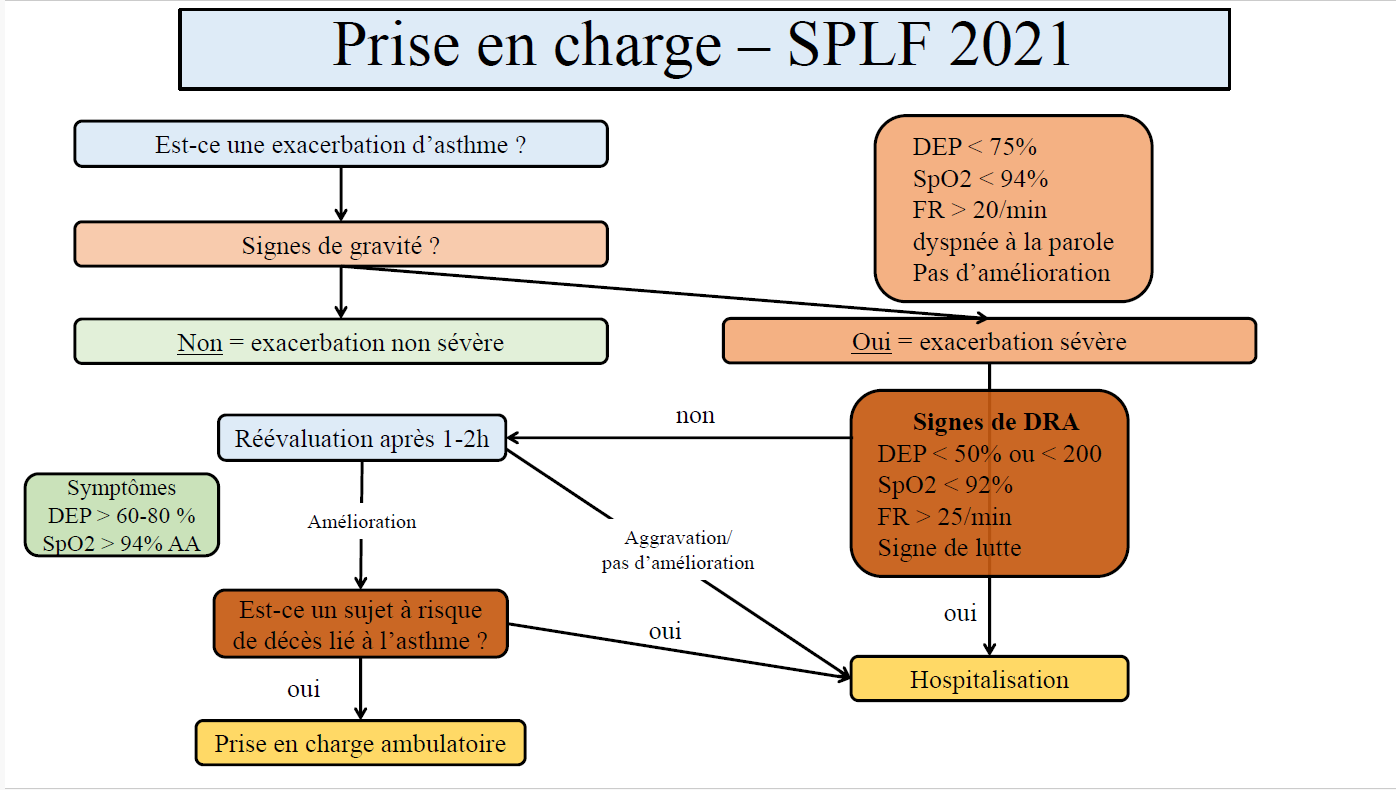 Prise en charge – SPLF 2021
Est-ce une exacerbation d’asthme ?
DEP < 75%
SpO2 < 94%
FR > 20/min
dyspnée à la parole
Pas d’amélioration
Signes de gravité ?
Non = exacerbation non sévère
Oui = exacerbation sévère
non
Signes de DRA
DEP < 50% ou < 200
SpO2 < 92%
FR > 25/min
Signe de lutte
Réévaluation après 1-2h
Symptômes
DEP > 60-80 %
SpO2 > 94% AA
Amélioration
Aggravation/
pas d’amélioration
Est-ce un sujet à risque
de décès lié à l’asthme ?
oui
oui
Hospitalisation
oui
Prise en charge ambulatoire